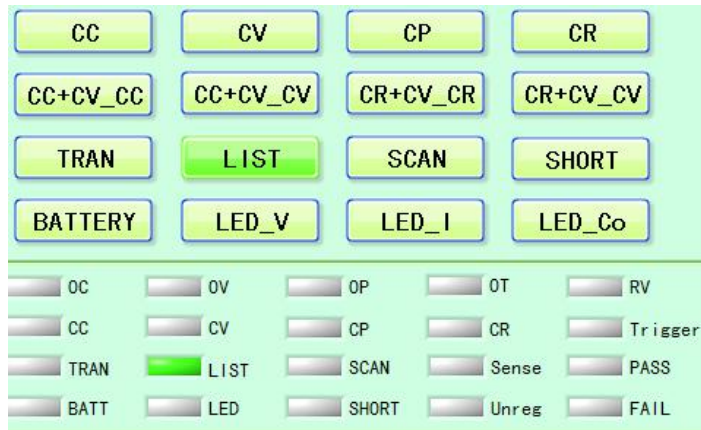 CC CV CP CR
CC+CV_CC CC+CV_CV CR+CV_CR CR+CV_CV
TRAN LIST SCAN SHORT
BATTERY LED_V LED_I LED_Co
OC OV OP OT RV
CC CV CP CR Trigger
TRAN LIST SCAN Sense PASS
BATT LED SHORT Unreg FAIL